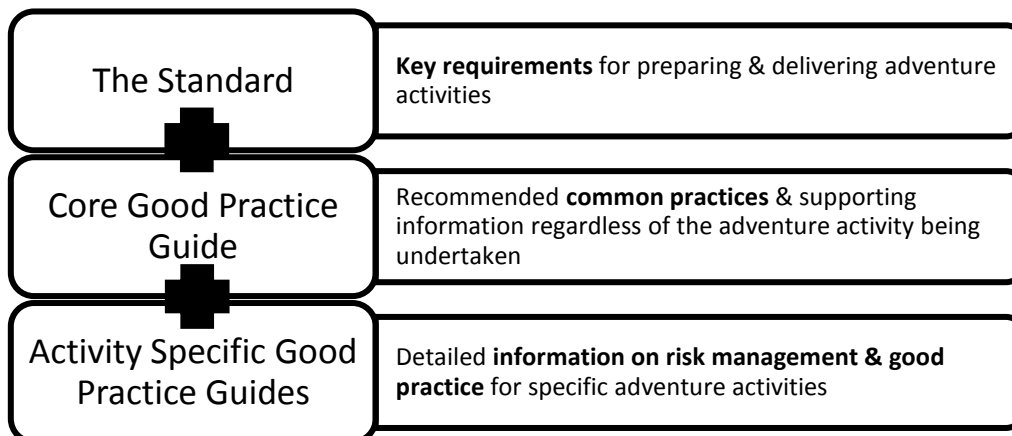 The Standard
Key requirements for preparing & delivering adventure
activities
Core Good Practice
Guide
Recommended common practices & supporting
information regardless of the adventure activity being
undertaken
Activity Specific Good
Practice Guides
Detailed information on risk management & good
practice for specific adventure activities